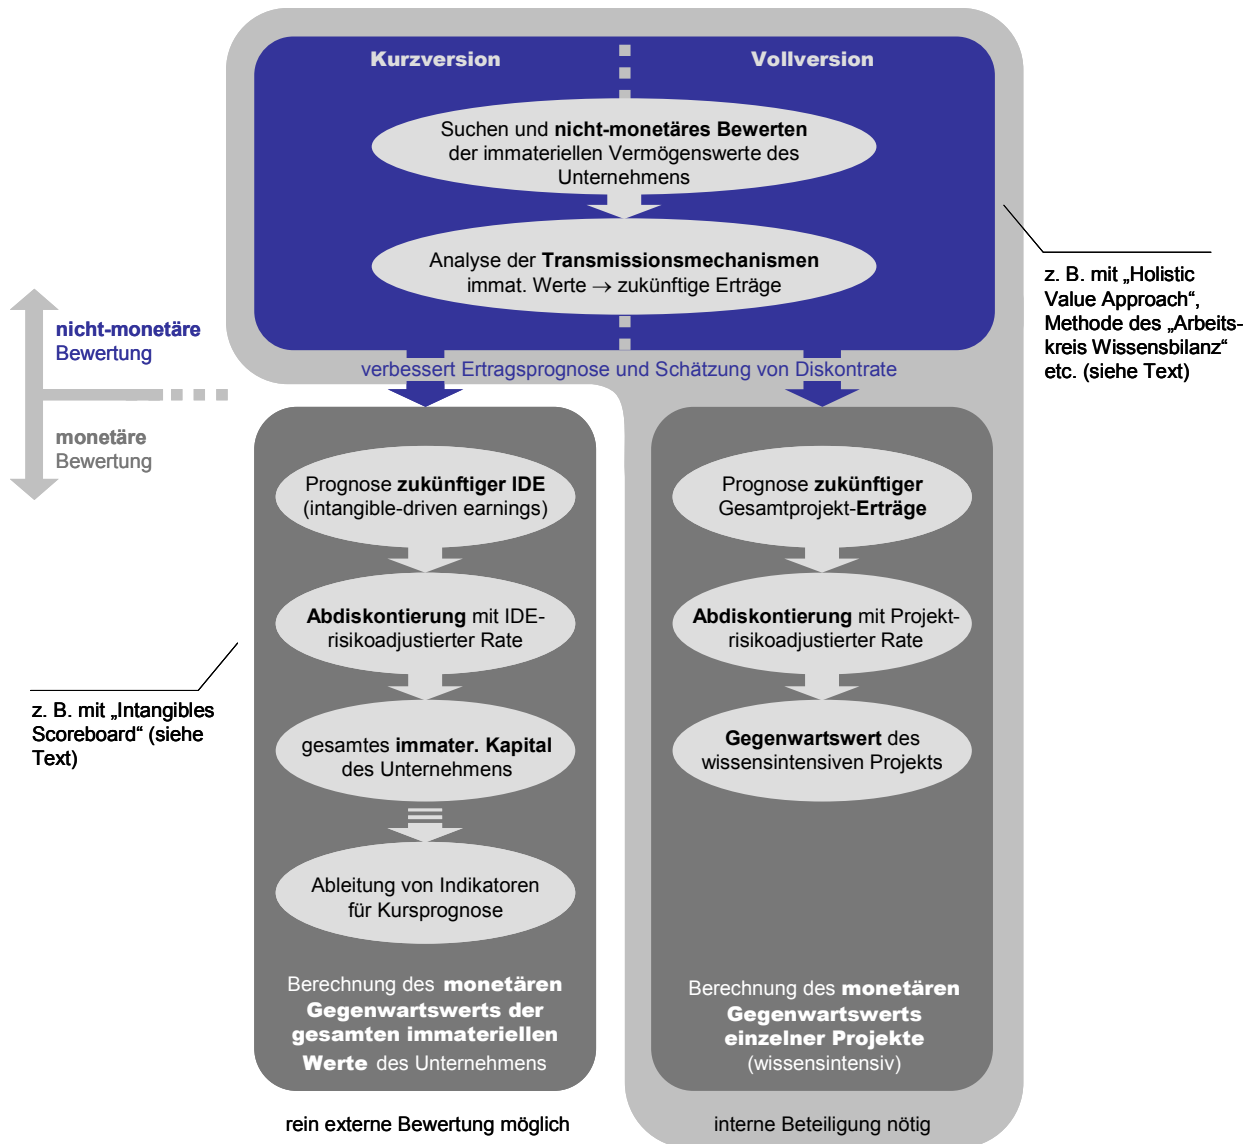 Kurzversion
Vollversion
Suchen und nicht-monetäres Bewerten
der immateriellen Vermögenswerte des
Unternehmens
Analyse der Transmissionsmechanismen
immat. Werte → zukünftige Erträge
z. B. mit „Holistic
Value Approach“,
Methode des „Arbeits-
kreis Wissensbilanz“
etc. (siehe Text)
nicht-monetäre
Bewertung
monetäre
Bewertung
verbessert Ertragsprognose und Schätzung von Diskontrate
Prognose zukünftiger IDE
(intangible-driven earnings)
Abdiskontierung mit IDE-
risikoadjustierter Rate
z. B. mit „Intangibles
Scoreboard“ (siehe
Text)
gesamtes immater. Kapital
des Unternehmens
Ableitung von Indikatoren
für Kursprognose
Berechnung des monetären
Gegenwartswerts der
gesamten immateriellen
Werte des Unternehmens
rein externe Bewertung möglich
Prognose zukünftiger
Gesamtprojekt-Erträge
Abdiskontierung mit Projekt-
risikoadjustierter Rate
Gegenwartswert des
wissensintensiven Projekts
Berechnung des monetären
Gegenwartswerts
einzelner Projekte
(wissensintensiv)
interne Beteiligung nötig